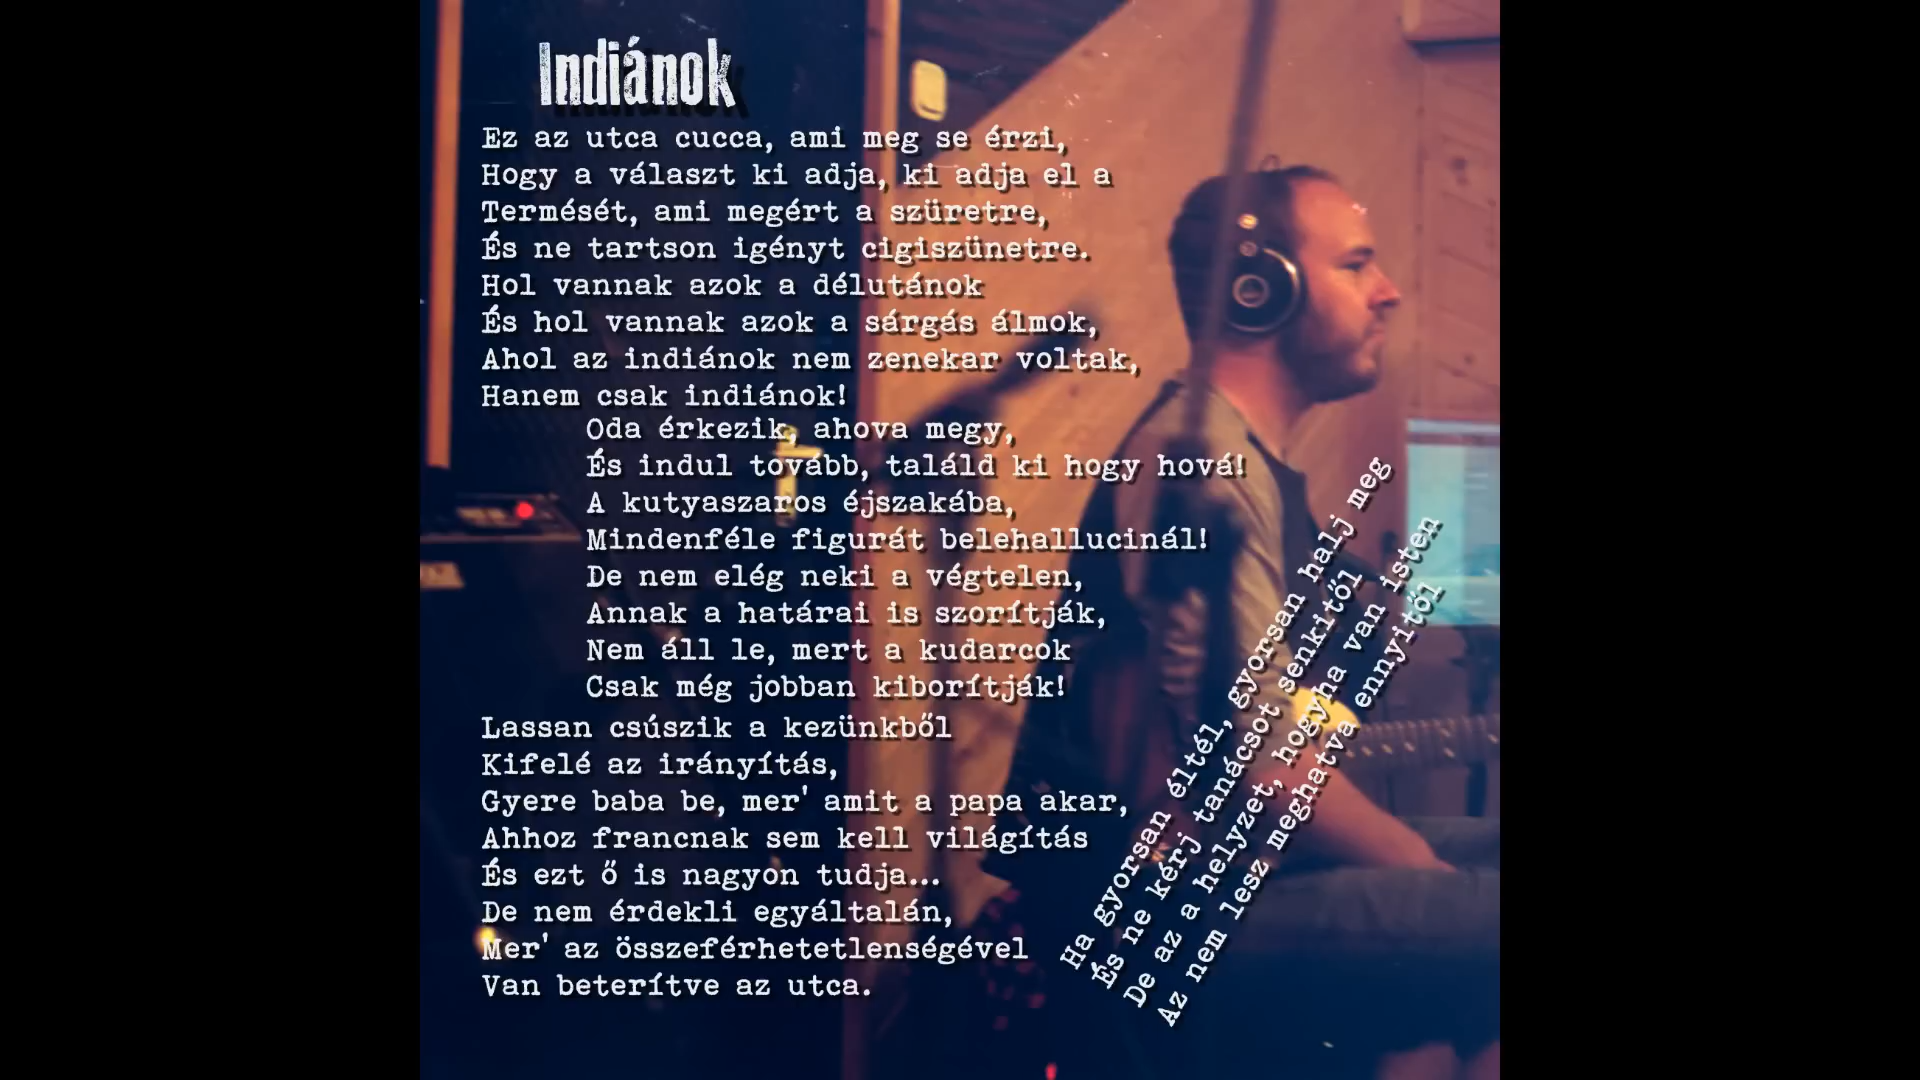 Indiánok
Ez az utca cucca, ami meg se érzi,
Hogy a választ ki adja, ki adja el a
Termését, ami megért a szüretre,
És ne tartson igényt cigiszünetre.
Hol vannak azok a délutánok
És hol vannak azok a sárgás álmok,
Ahol az indiánok nem zenekar voltak,
Hanem csak indiánok!
Oda érkezik, ahova megy,
És indul tovább, találd ki hogy hová!
A kutyaszaros éjszakába,
Mindenféle figurát belehallucinál!
De nem elég neki a végtelen,
Annak a határai is szorítják,
Nem áll le, mert a kudarcok
Csak még jobban kiborítják!
Lassan csúszik a kezünkből
Kifelé az irányítás,
Gyere baba be, mer' amit a papa akar,
Ahhoz francnak sem kell világítás
És ezt ő is nagyon tudja...
De nem érdekli egyáltalán,
Mer' az összeférhetetlenségével
Van beterítve az utca.
Ha gyorsan éltél, gyorsan halj meg
És ne kérj tanácsot senkitől
De az a helyzet, hogyha van isten
Az nem lesz meghatva ennyitől